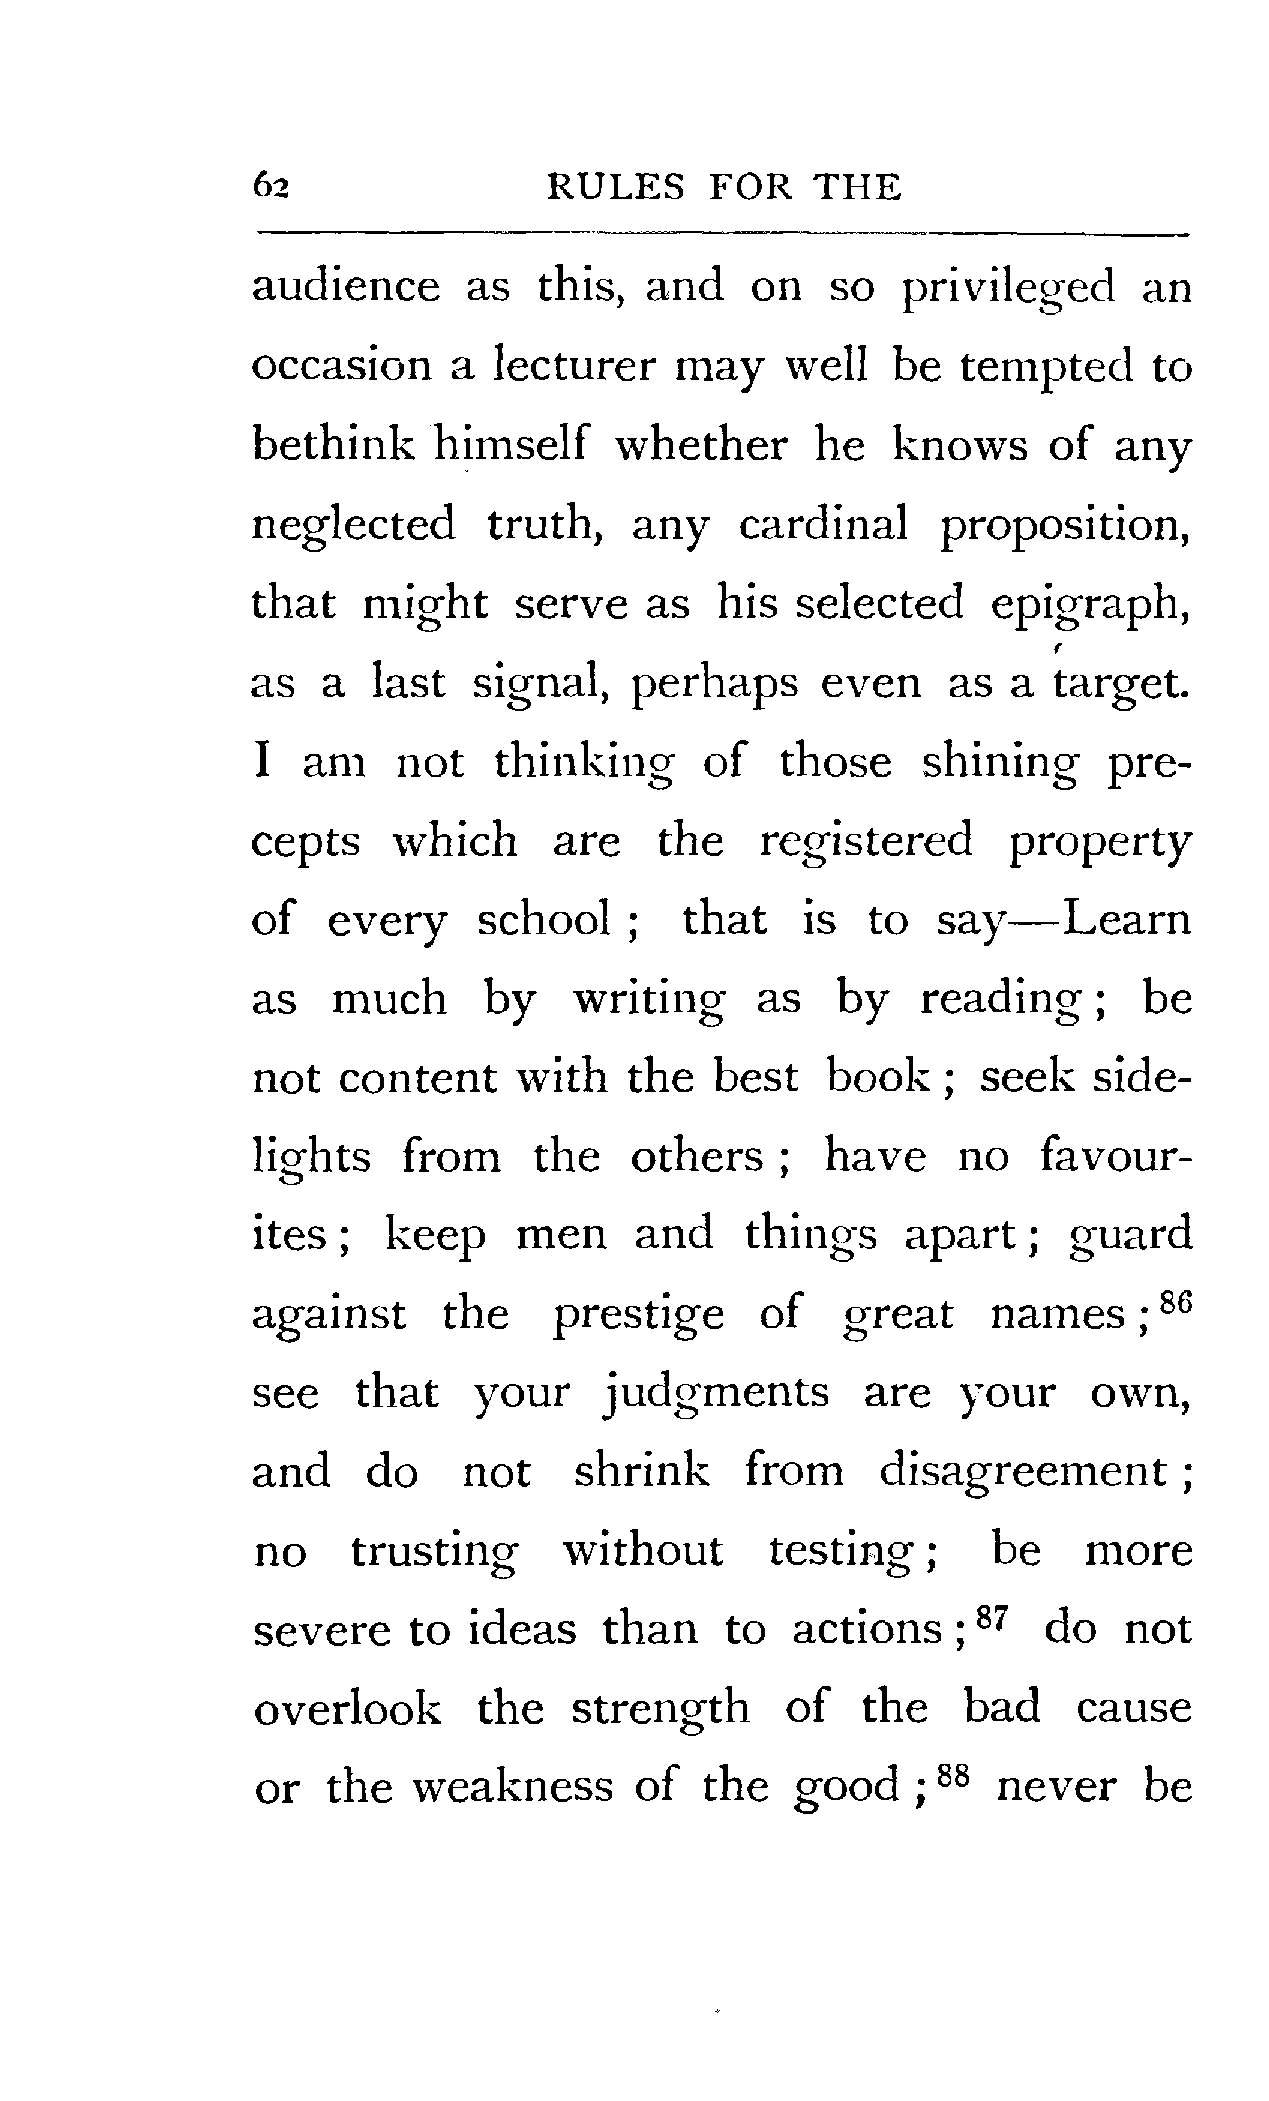 62 RULES FOR THE
audience as this, and on so privileged an
occasion a lecturer may well be tempted to
bethink himself whether he knows of any
neglected truth, any cardinal proposition,
that might serve as his selected epigraph,
as a last signal, perhaps even as a target.
I am not thinking of those shining pre-
cepts which are the registered property
of every school ; that is to say—Learn
as much by writing as by reading ; be
not content with the best book ; seek side-
lights from the others ; have no favour-
ites ; keep men and things apart ; guard
against the prestige of great names ;⁸⁶
see that your judgments are your own,
and do not shrink from disagreement ;
no trusting without testing ; be more
severe to ideas than to actions ;⁸⁷ do not
overlook the strength of the bad cause
or the weakness of the good ;⁸⁸ never be